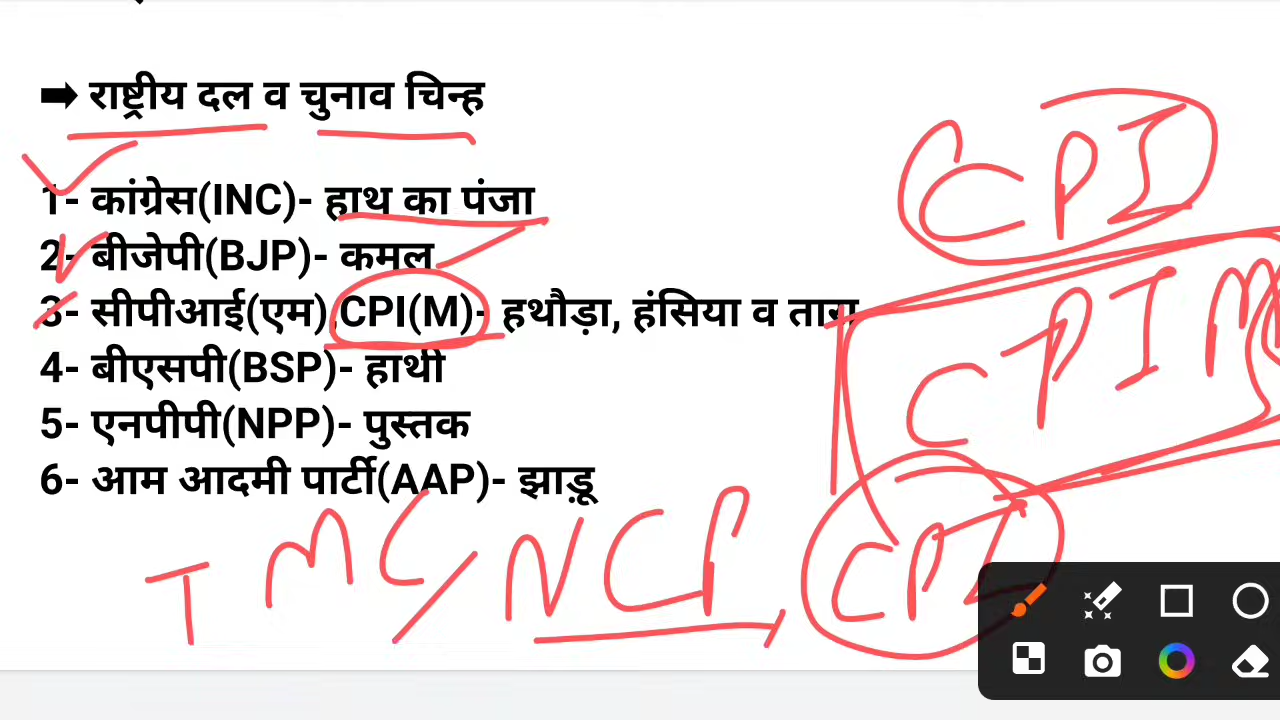 ➡ राष्ट्रीय दल व चुनाव चिन्ह
1- कांग्रेस(INC)- हाथ का पंजा
2- बीजेपी(BJP)- कमल
3- सीपीआई(एम),CPI(M)- हथौड़ा, हंसिया व तारा
4- बीएसपी(BSP)- हाथी
5- एनपीपी(NPP)- पुस्तक
6- आम आदमी पार्टी(AAP)- झाड़ू
CPI
CPIM
TMC/NCP, CPI